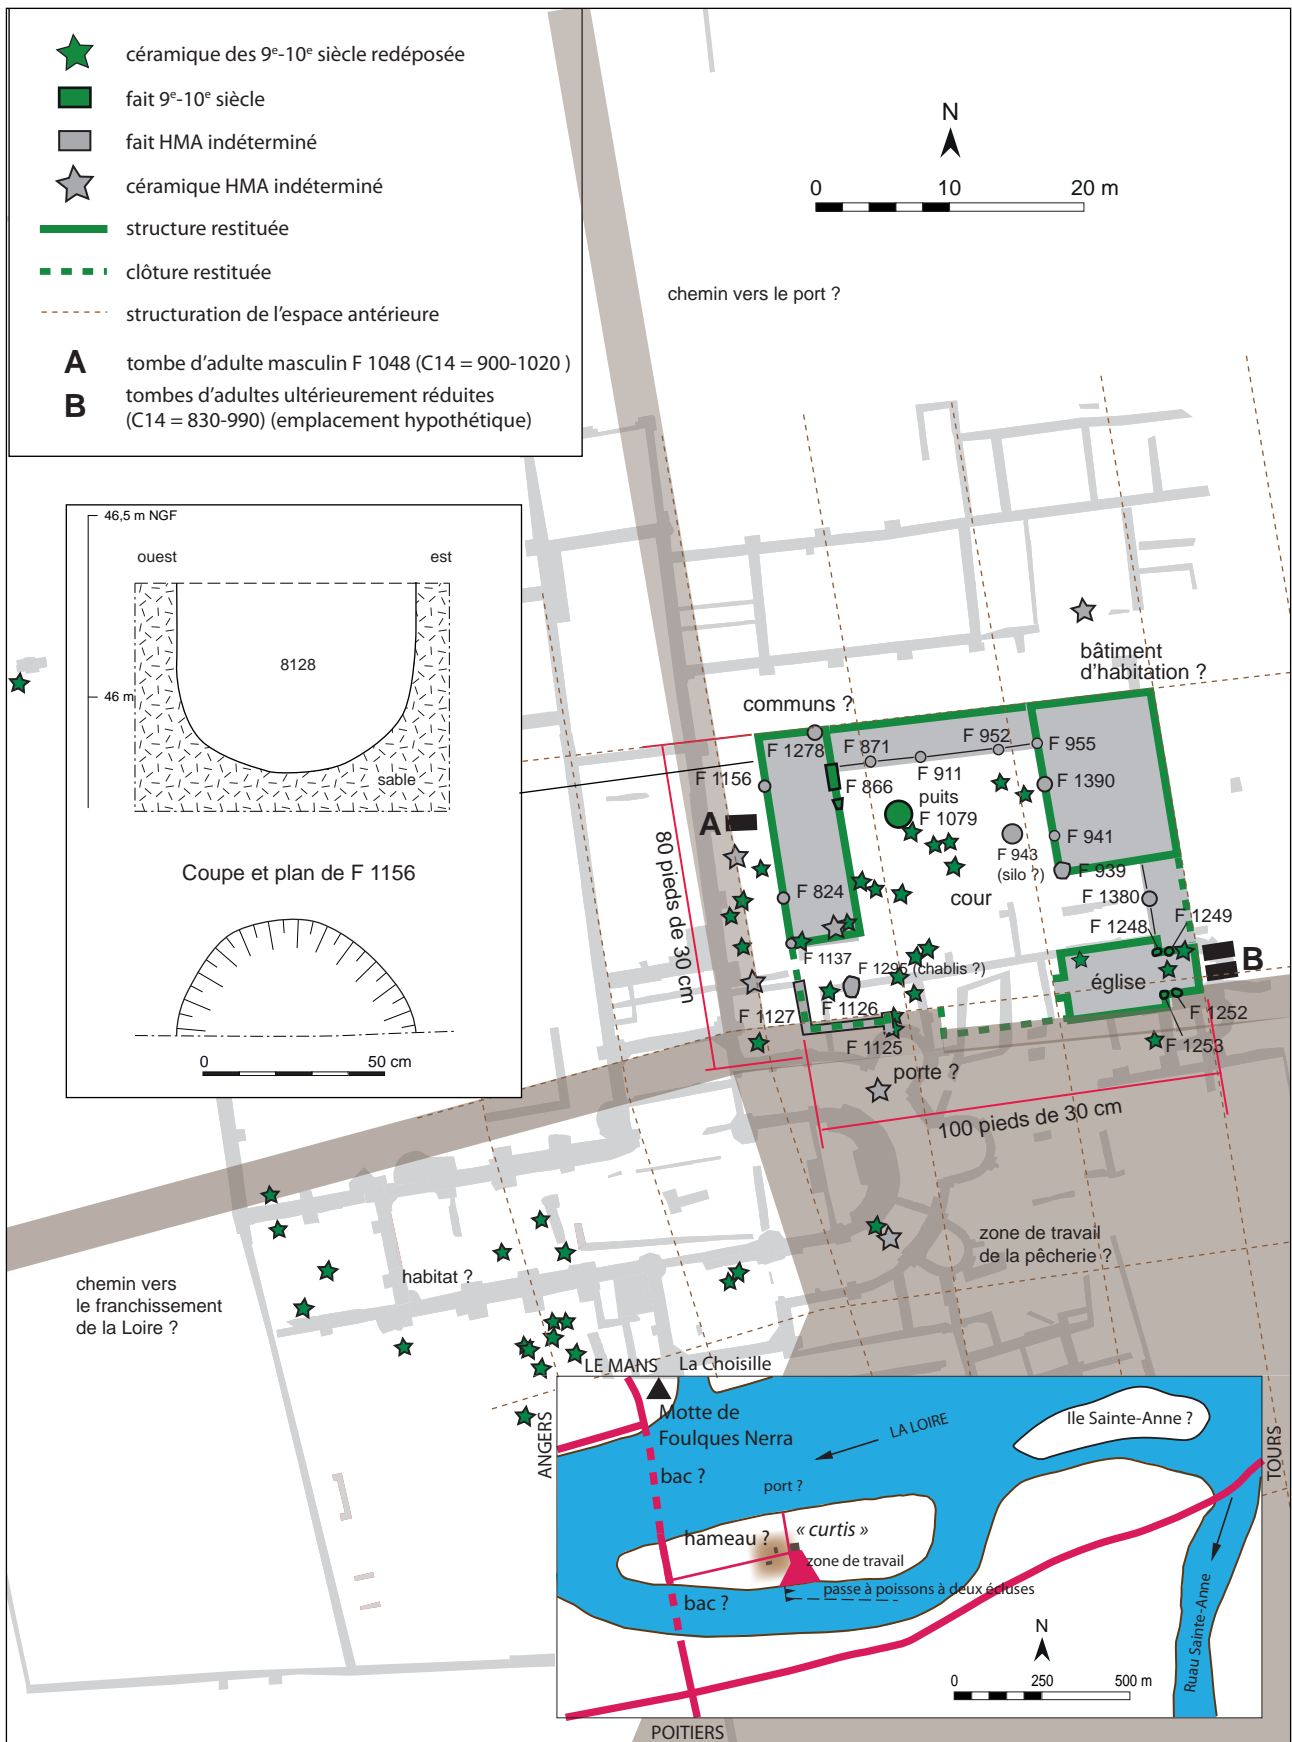 céramique des 9e-10e siècle redéposée
fait 9e-10e siècle
fait HMA indéterminé
céramique HMA indéterminé
structure restituée
clôture restituée
structuration de l'espace antérieure
A tombe d'adulte masculin F 1048 (C14 = 900-1020 )
B tombes d'adultes ultérieurement réduites
(C14 = 830-990) (emplacement hypothétique)
N
0 10 20 m
chemin vers le port ?
46,5 m NGF
ouest
est
8128
46 m
sable
Coupe et plan de F 1156
0 50 cm
bâtiment
d'habitation ?
communs ?
F 1278
F 871
F 952
F 955
F 1156
F 866
F 911
puits
F 1079
F 1390
A
F 943
(silo ?)
F 941
F 939
F 824
cour
F 1380
F 1248
F 1249
80 pieds de 30 cm
F 1137
F 1295 (chablis ?)
église
B
F 1127
F 1126
F 1252
F 1125
F 1253
porte ?
100 pieds de 30 cm
zone de travail
de la pêcherie ?
habitat ?
chemin vers
le franchissement
de la Loire ?
LE MANS
La Choisille
Motte de
Foulques Nerra
ANGERS
LA LOIRE
Ile Sainte-Anne ?
TOURS
bac ?
port ?
hameau ?
« curtis »
zone de travail
passe à poissons à deux écluses
bac ?
Ruau Sainte-Anne
N
0 250 500 m
POITIERS